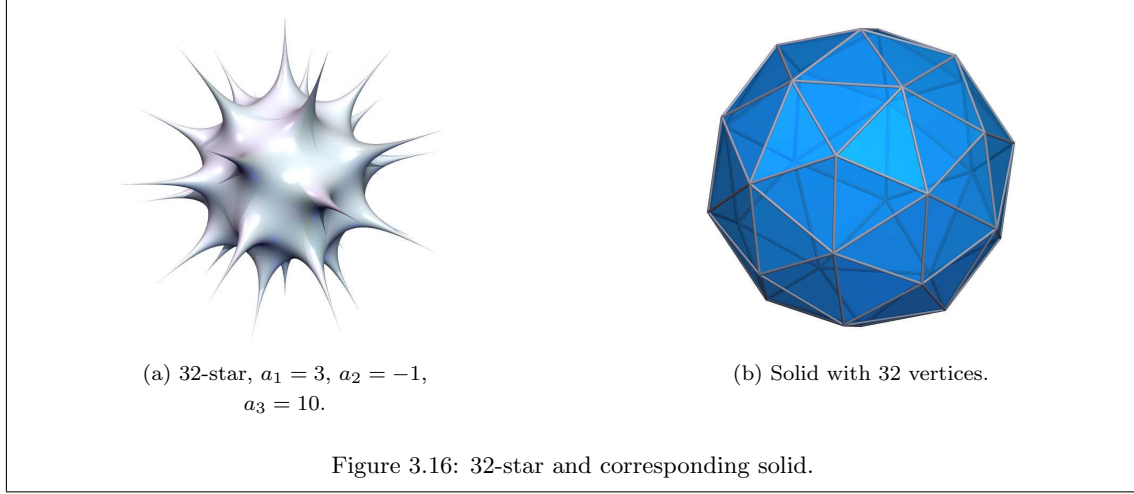 (a) 32-star, a₁ = 3, a₂ = −1,
a₃ = 10.
(b) Solid with 32 vertices.
Figure 3.16: 32-star and corresponding solid.